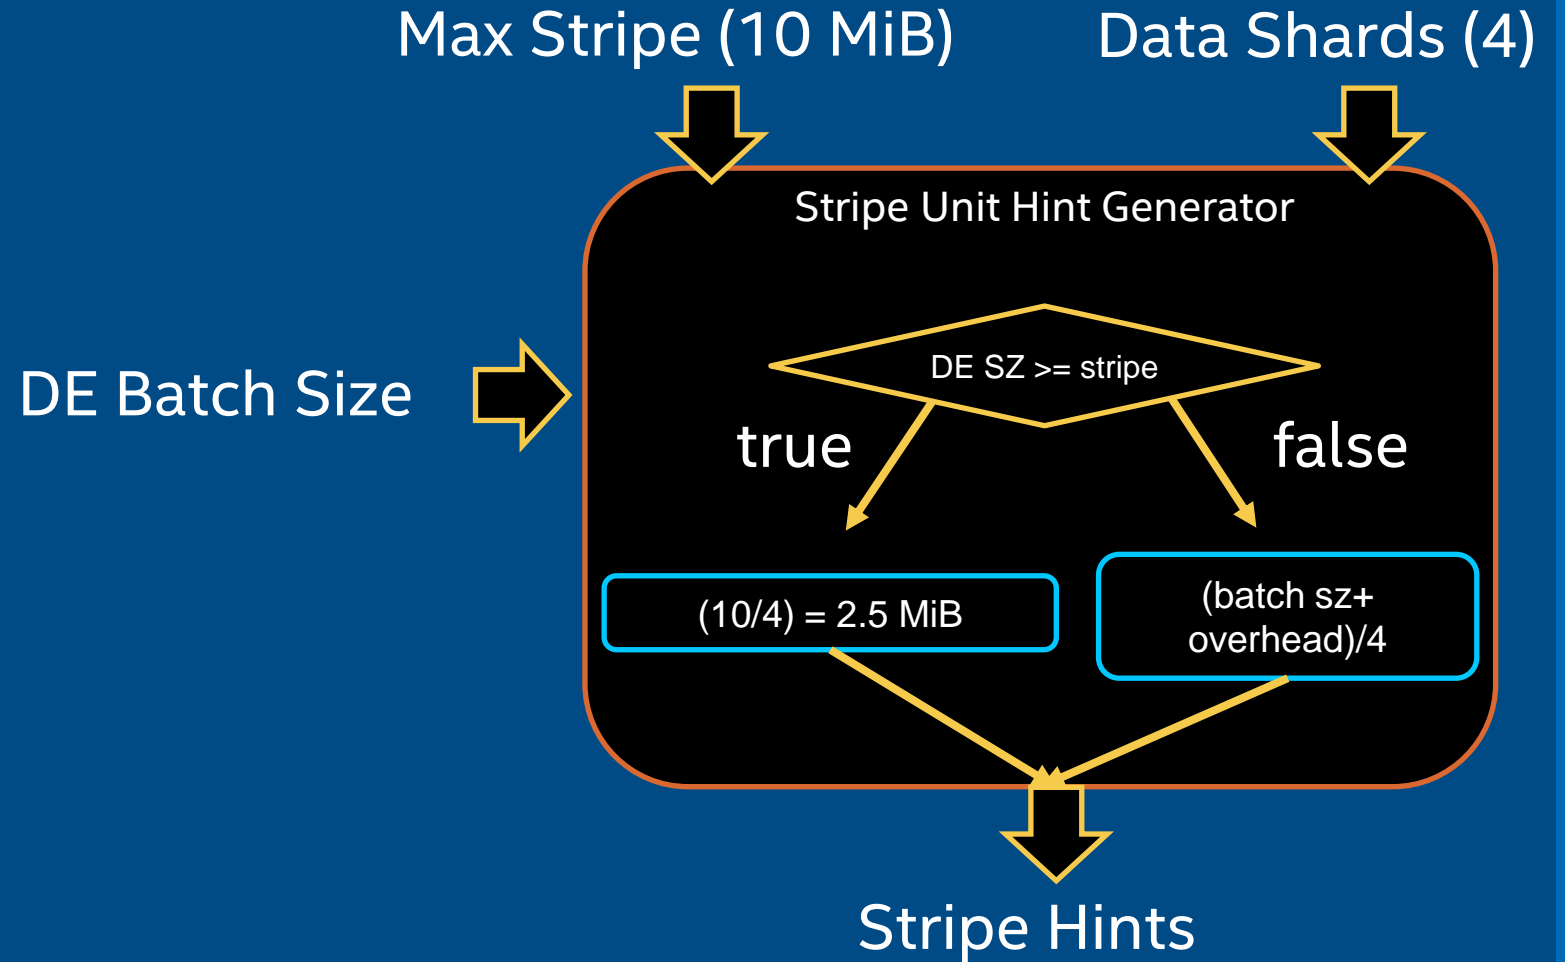 Max Stripe (10 MiB)
Data Shards (4)
Stripe Unit Hint Generator
DE SZ >= stripe
DE Batch Size
true
false
(10/4) = 2.5 MiB
(batch sz+
overhead)/4
Stripe Hints